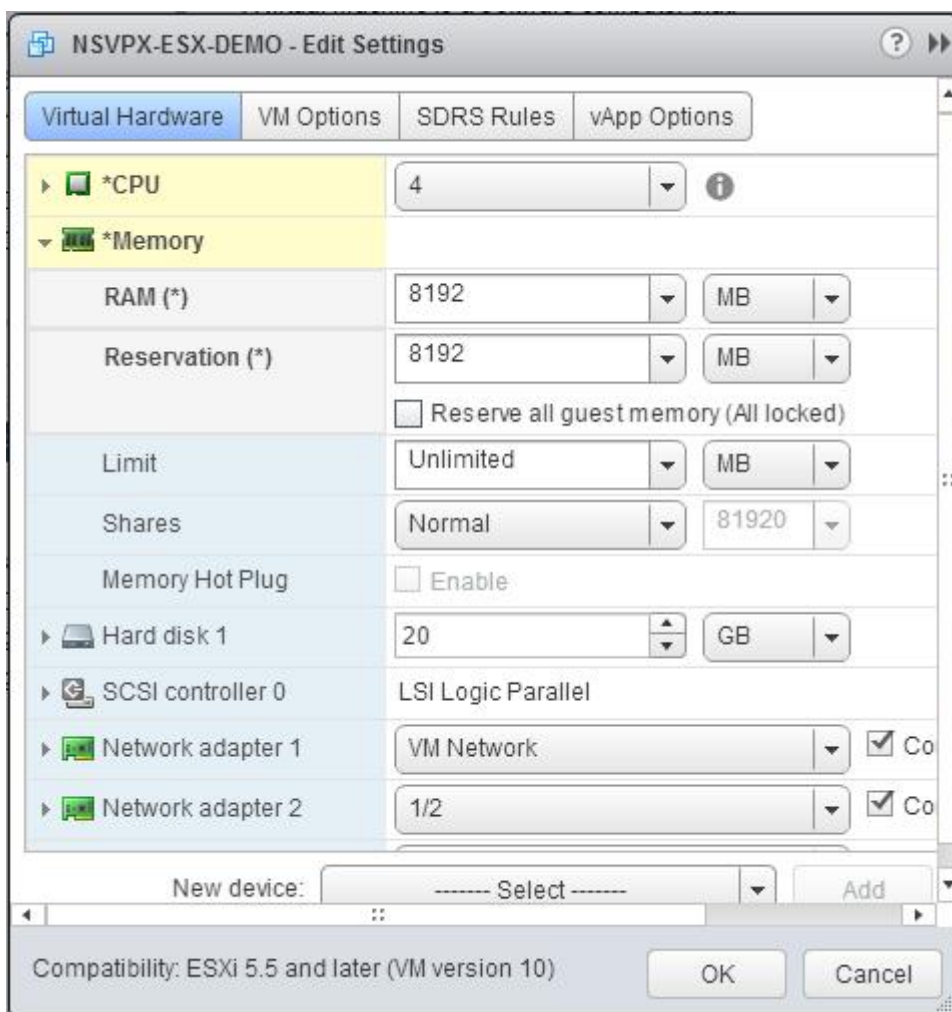 NSVPX-ESX-DEMO - Edit Settings
Virtual Hardware VM Options SDRS Rules vApp Options
*CPU 4
*Memory
RAM (*) 8192 MB
Reservation (*) 8192 MB
Reserve all guest memory (All locked)
Limit Unlimited MB
Shares Normal 81920
Memory Hot Plug Enable
Hard disk 1 20 GB
SCSI controller 0 LSI Logic Parallel
Network adapter 1 VM Network Co
Network adapter 2 1/2 Co
New device: ------- Select ------- Add
Compatibility: ESXi 5.5 and later (VM version 10) OK Cancel